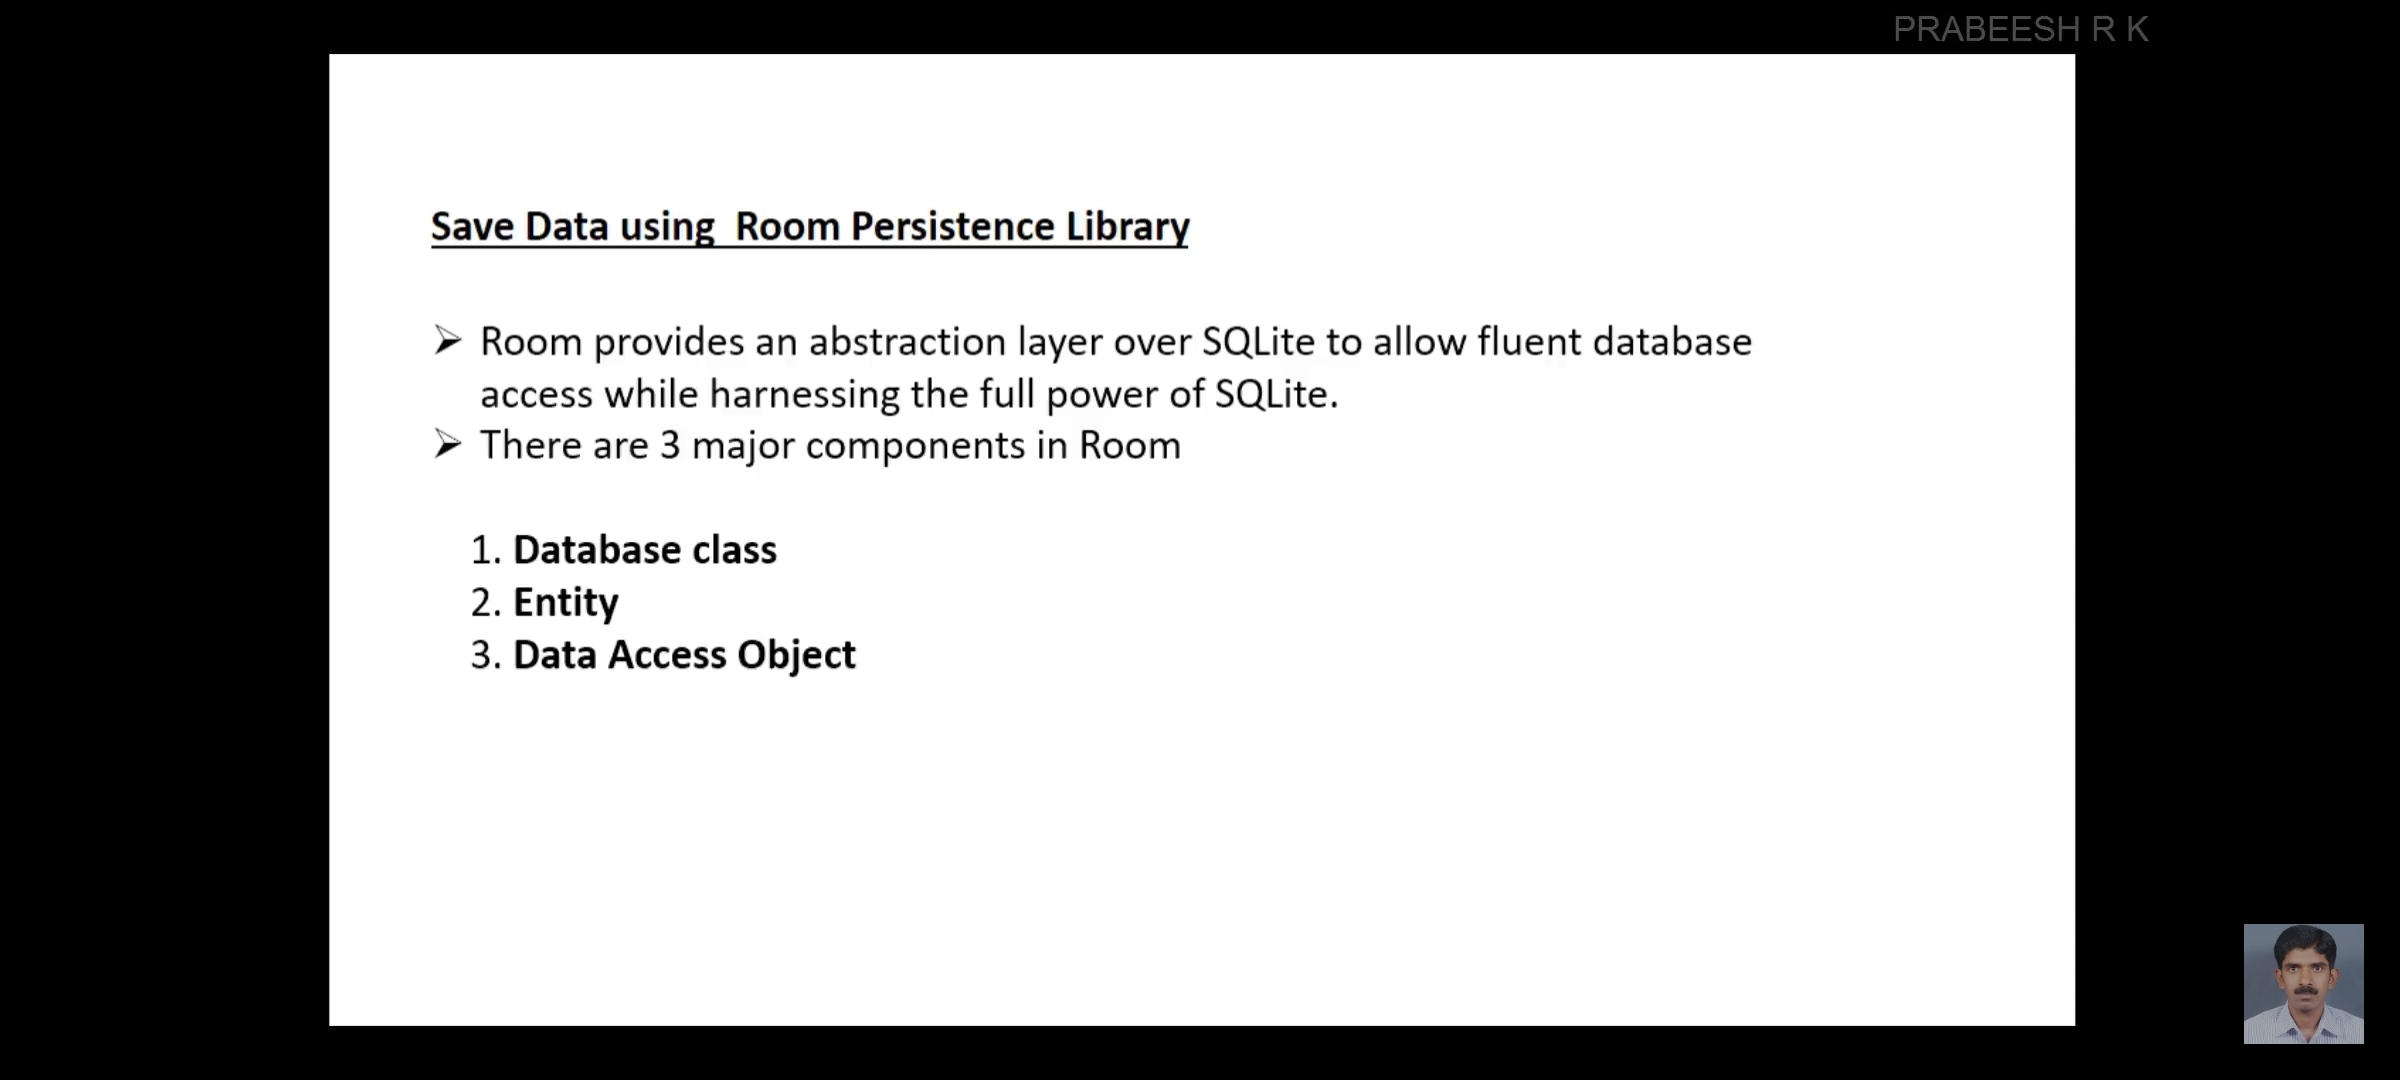 PRABEESH R K
Save Data using  Room Persistence Library
➢ Room provides an abstraction layer over SQLite to allow fluent database
access while harnessing the full power of SQLite.
➢ There are 3 major components in Room
1. Database class
2. Entity
3. Data Access Object